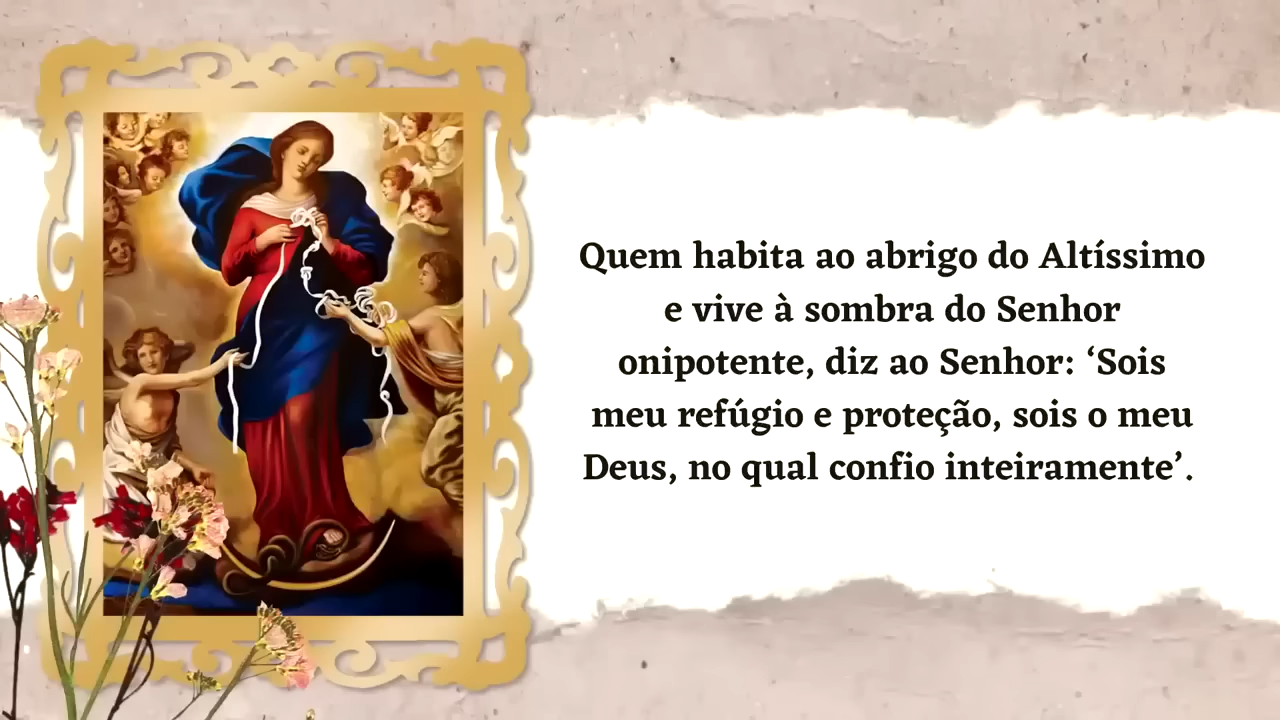 Quem habita ao abrigo do Altíssimo
e vive à sombra do Senhor
onipotente, diz ao Senhor: ‘Sois
meu refúgio e proteção, sois o meu
Deus, no qual confio inteiramente’.